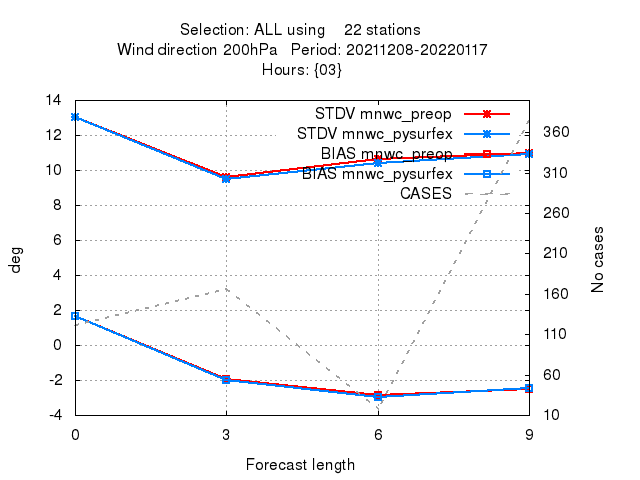 Selection: ALL using 22 stations
Wind direction 200hPa Period: 20211208-20220117
Hours: {03}
14
12
10
8
6
4
2
0
-2
-4
deg
STDV mnwc_preop
STDV mnwc_pysurfex
BIAS mnwc_preop
BIAS mnwc_pysurfex
CASES
360
310
260
210
160
110
60
10
No cases
0 3 6 9
Forecast length